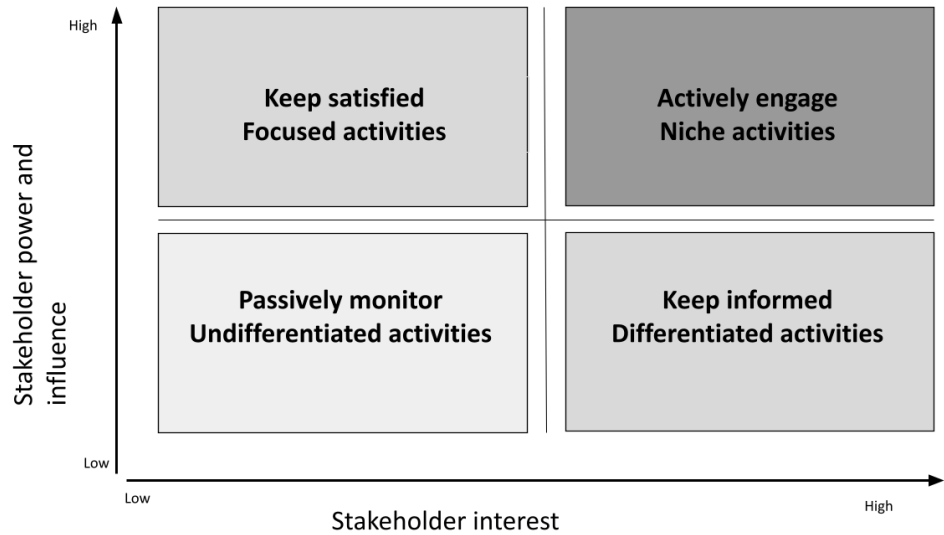 High
Keep satisfied
Focused activities
Actively engage
Niche activities
Stakeholder power and
influence
Passively monitor
Undifferentiated activities
Keep informed
Differentiated activities
Low
Low
High
Stakeholder interest